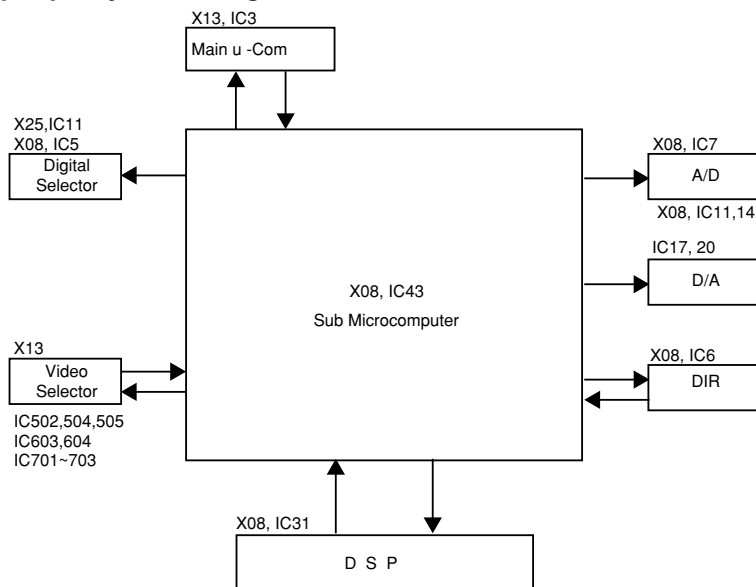 X13, IC3
Main u -Com
X25,IC11
X08, IC5
Digital
Selector
X08, IC7
A/D
X08, IC11,14
IC17, 20
D/A
X08, IC43
Sub Microcomputer
X13
Video
Selector
IC502,504,505
IC603,604
IC701~703
X08, IC6
DIR
X08, IC31
D S P